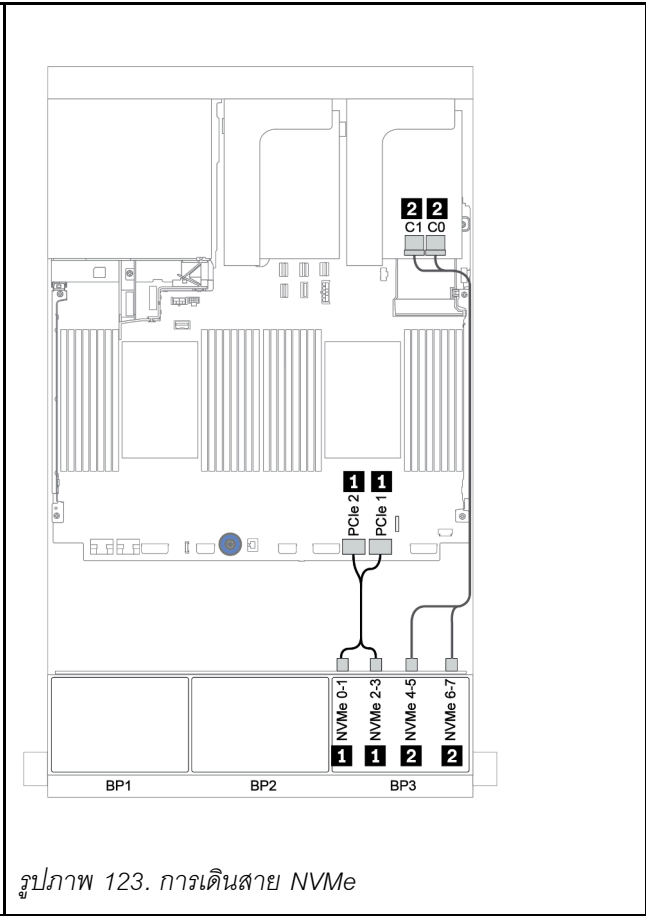 2 2
C1 C0
1 1
PCIe 2 PCIe 1
NVMe 0-1 NVMe 2-3 NVMe 4-5 NVMe 6-7
1 1 2 2
BP1 BP2 BP3
รูปภาพ 123. การเดินสาย NVMe